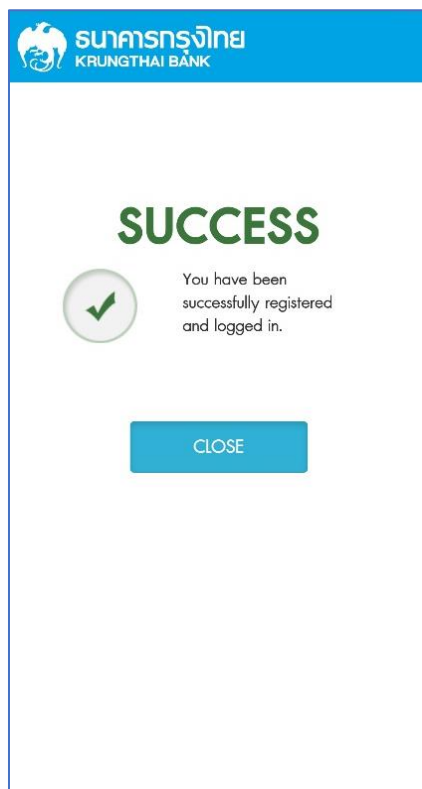 ธนาคารกรุงไทย
KRUNGTHAI BANK
SUCCESS
You have been
successfully registered
and logged in.
CLOSE